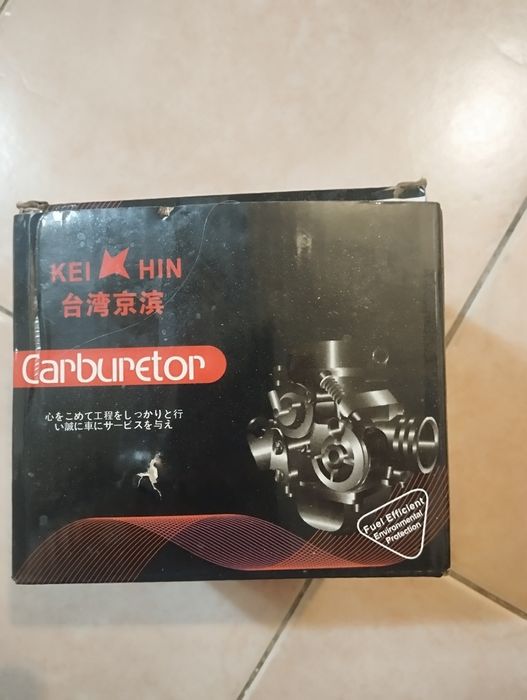 KEI HIN
台湾京滨
Carburetor
心をこめて工程をしっかりと行
い誠に車にサービスを与え
Fuel Efficient
Environmental
Protection